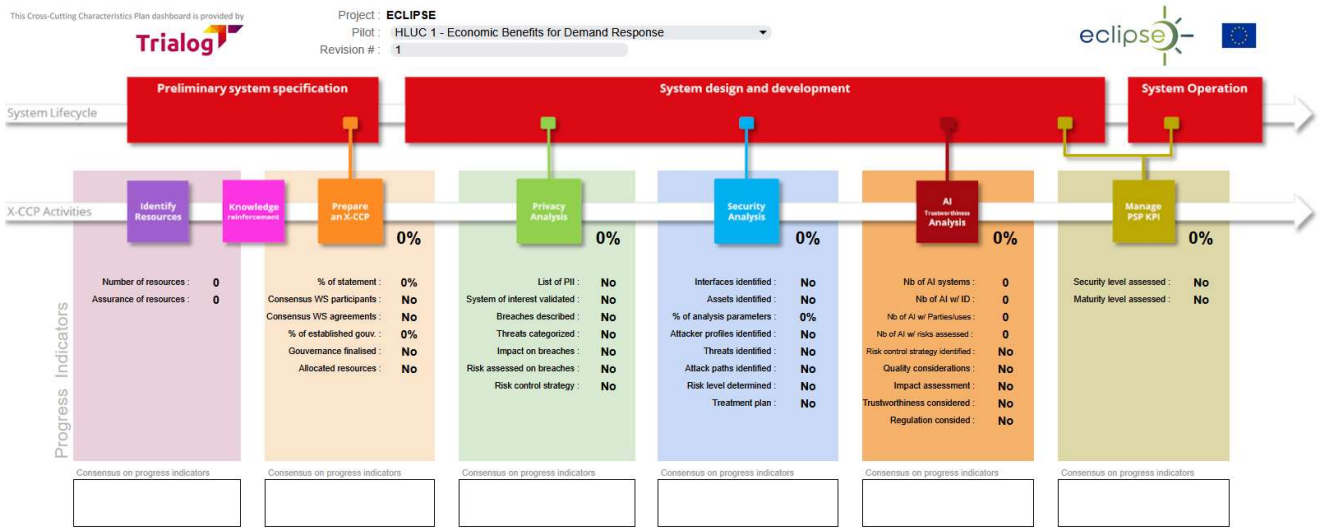 This Cross-Cutting Characteristics Plan dashboard is provided by
Trialog
Project : ECLIPSE
Pilot : HLUC 1 - Economic Benefits for Demand Response
Revision # : 1
eclipse
System Lifecycle
Preliminary system specification
System design and development
System Operation
X-CCP Activities
Identify Resources
Knowledge reinforcement
Prepare an X-CCP
0%
Privacy Analysis
0%
Security Analysis
0%
AI Trustworthiness Analysis
0%
Manage PSP KPI
0%
Progress Indicators
Number of resources : 0
Assurance of resources : 0
% of statement : 0%
Consensus WS participants : No
Consensus WS agreements : No
% of established gouv. : 0%
Gouvernance finalised : No
Allocated resources : No
List of PII : No
System of interest validated : No
Breaches described : No
Threats categorized : No
Impact on breaches : No
Risk assessed on breaches : No
Risk control strategy : No
Interfaces identified : No
Assets identified : No
% of analysis parameters : 0%
Attacker profiles identified : No
Threats identified : No
Attack paths identified : No
Risk level determined : No
Treatment plan : No
Nb of AI systems : 0
Nb of AI w/ ID : 0
Nb of AI w/ Parties/uses : 0
Nb of AI w/ risks assessed : 0
Risk control strategy identified : No
Quality considerations : No
Impact assessment : No
Trustworthiness considered : No
Regulation consided : No
Security level assessed : No
Maturity level assessed : No
Consensus on progress indicators
Consensus on progress indicators
Consensus on progress indicators
Consensus on progress indicators
Consensus on progress indicators
Consensus on progress indicators